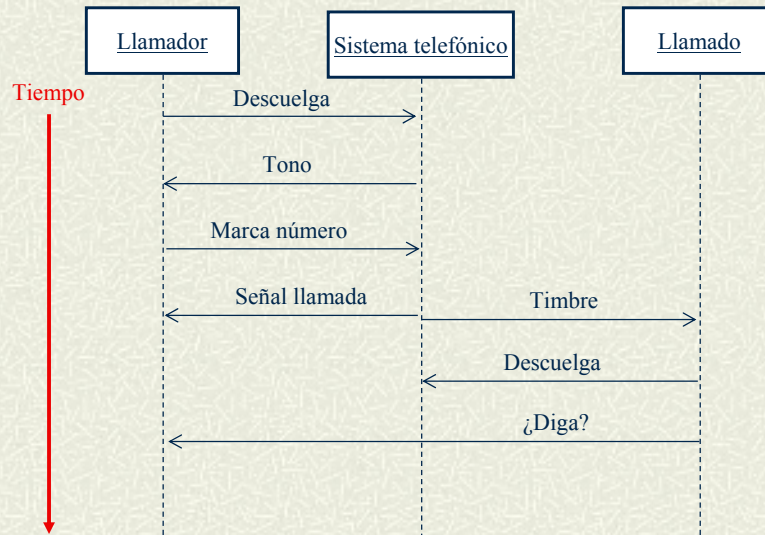 Llamador
Sistema telefónico
Llamado
Tiempo
Descuelga
Tono
Marca número
Señal llamada
Timbre
Descuelga
¿Diga?